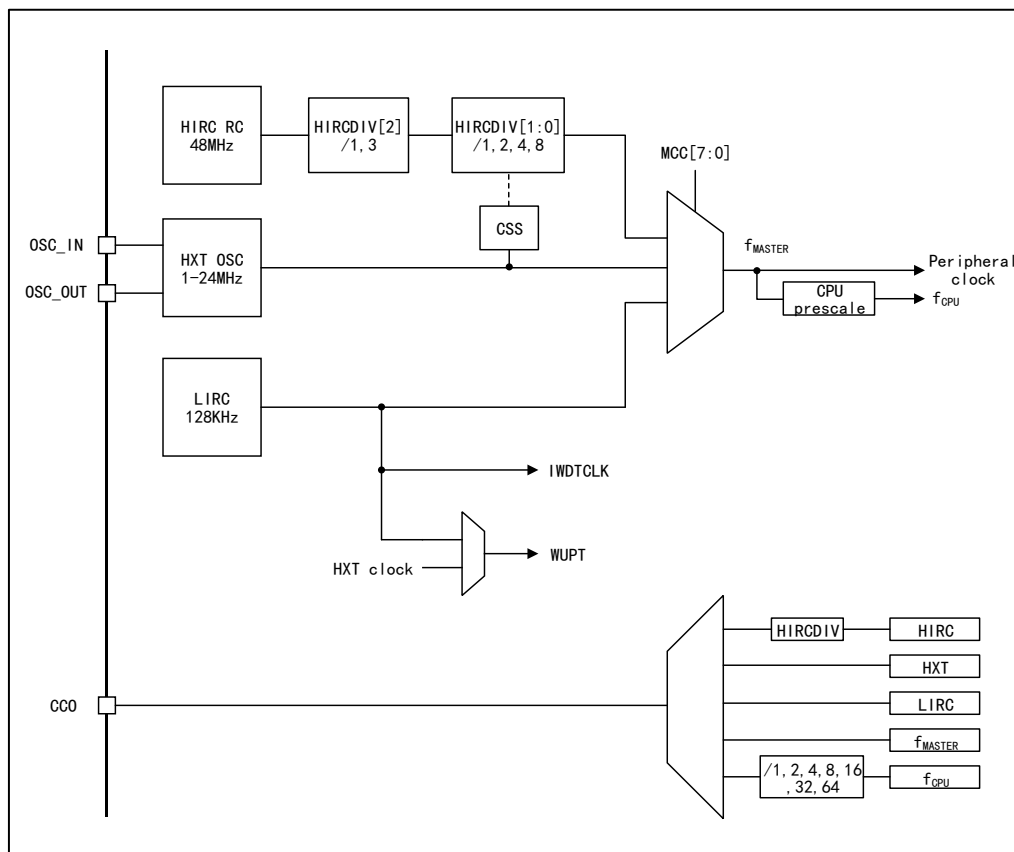 HIRC RC
48MHz
HIRCDIV[2]
/1,3
HIRCDIV[1:0]
/1,2,4,8
MCC[7:0]
CSS
OSC_IN
OSC_OUT
HXT OSC
1-24MHz
fMASTER
Peripheral
clock
CPU
prescale
fCPU
LIRC
128KHz
IWDTCLK
HXT clock
WUPT
HIRCDIV
HIRC
HXT
CCO
LIRC
fMASTER
/1,2,4,8,16
,32,64
fCPU